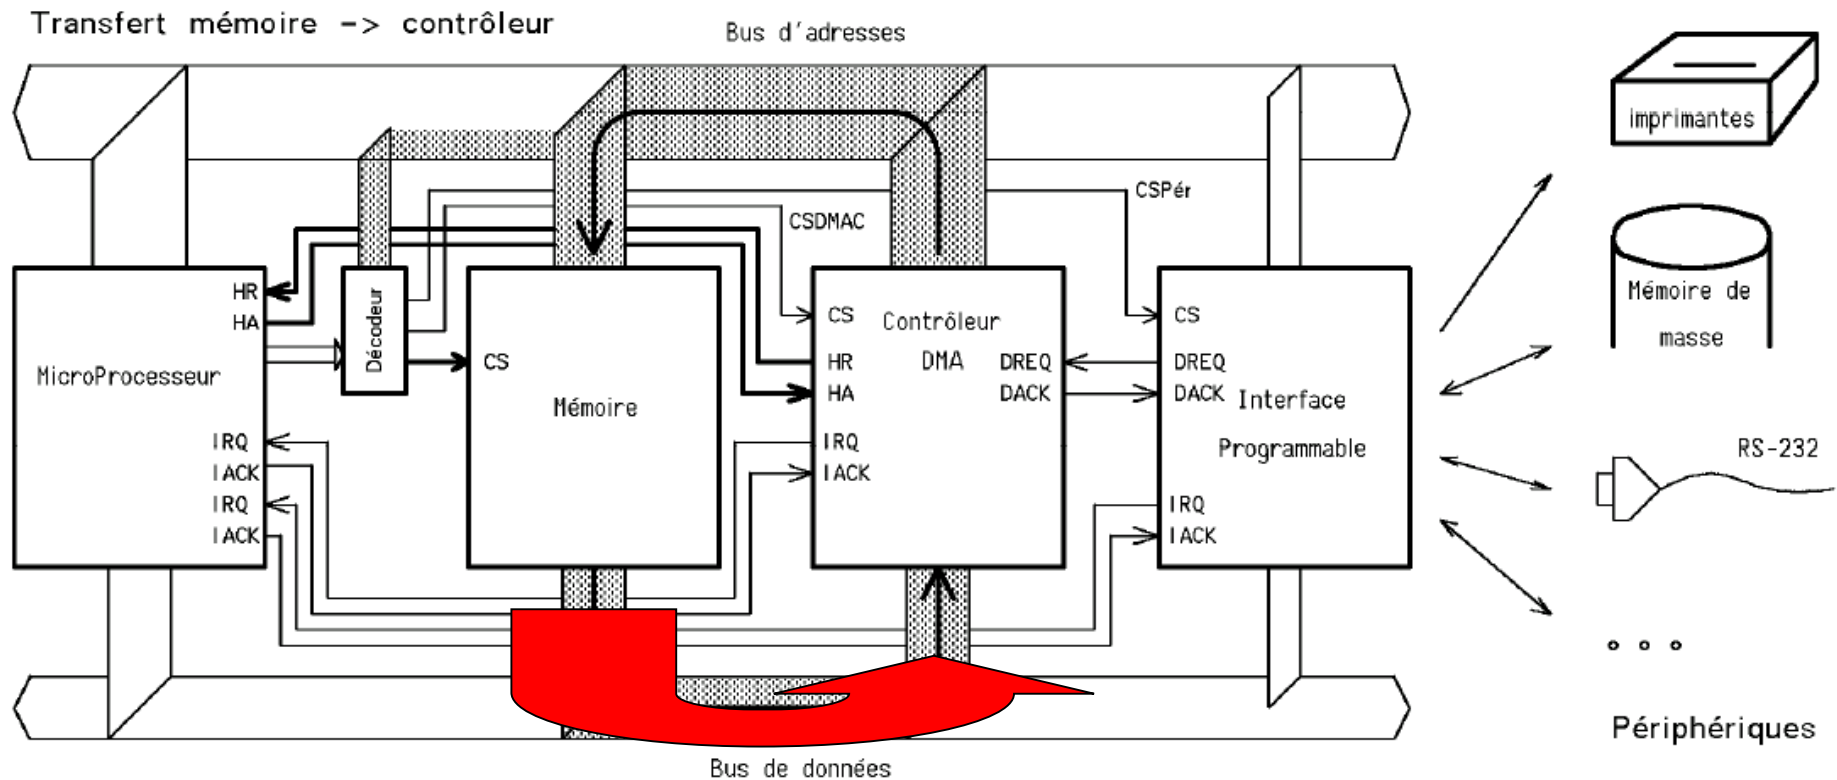 Transfert mémoire -> contrôleur
Bus d'adresses
imprimantes
CSPér
CSDMAC
HR
HA
MicroProcesseur
IRQ
IACK
IRQ
IACK
Décodeur
CS
Mémoire
CS
Contrôleur
DMA
HR
HA
DREQ
DACK
IRQ
IACK
CS
DREQ
DACK
Interface
Programmable
IRQ
IACK
Mémoire de
masse
RS-232
Périphériques
Bus de données